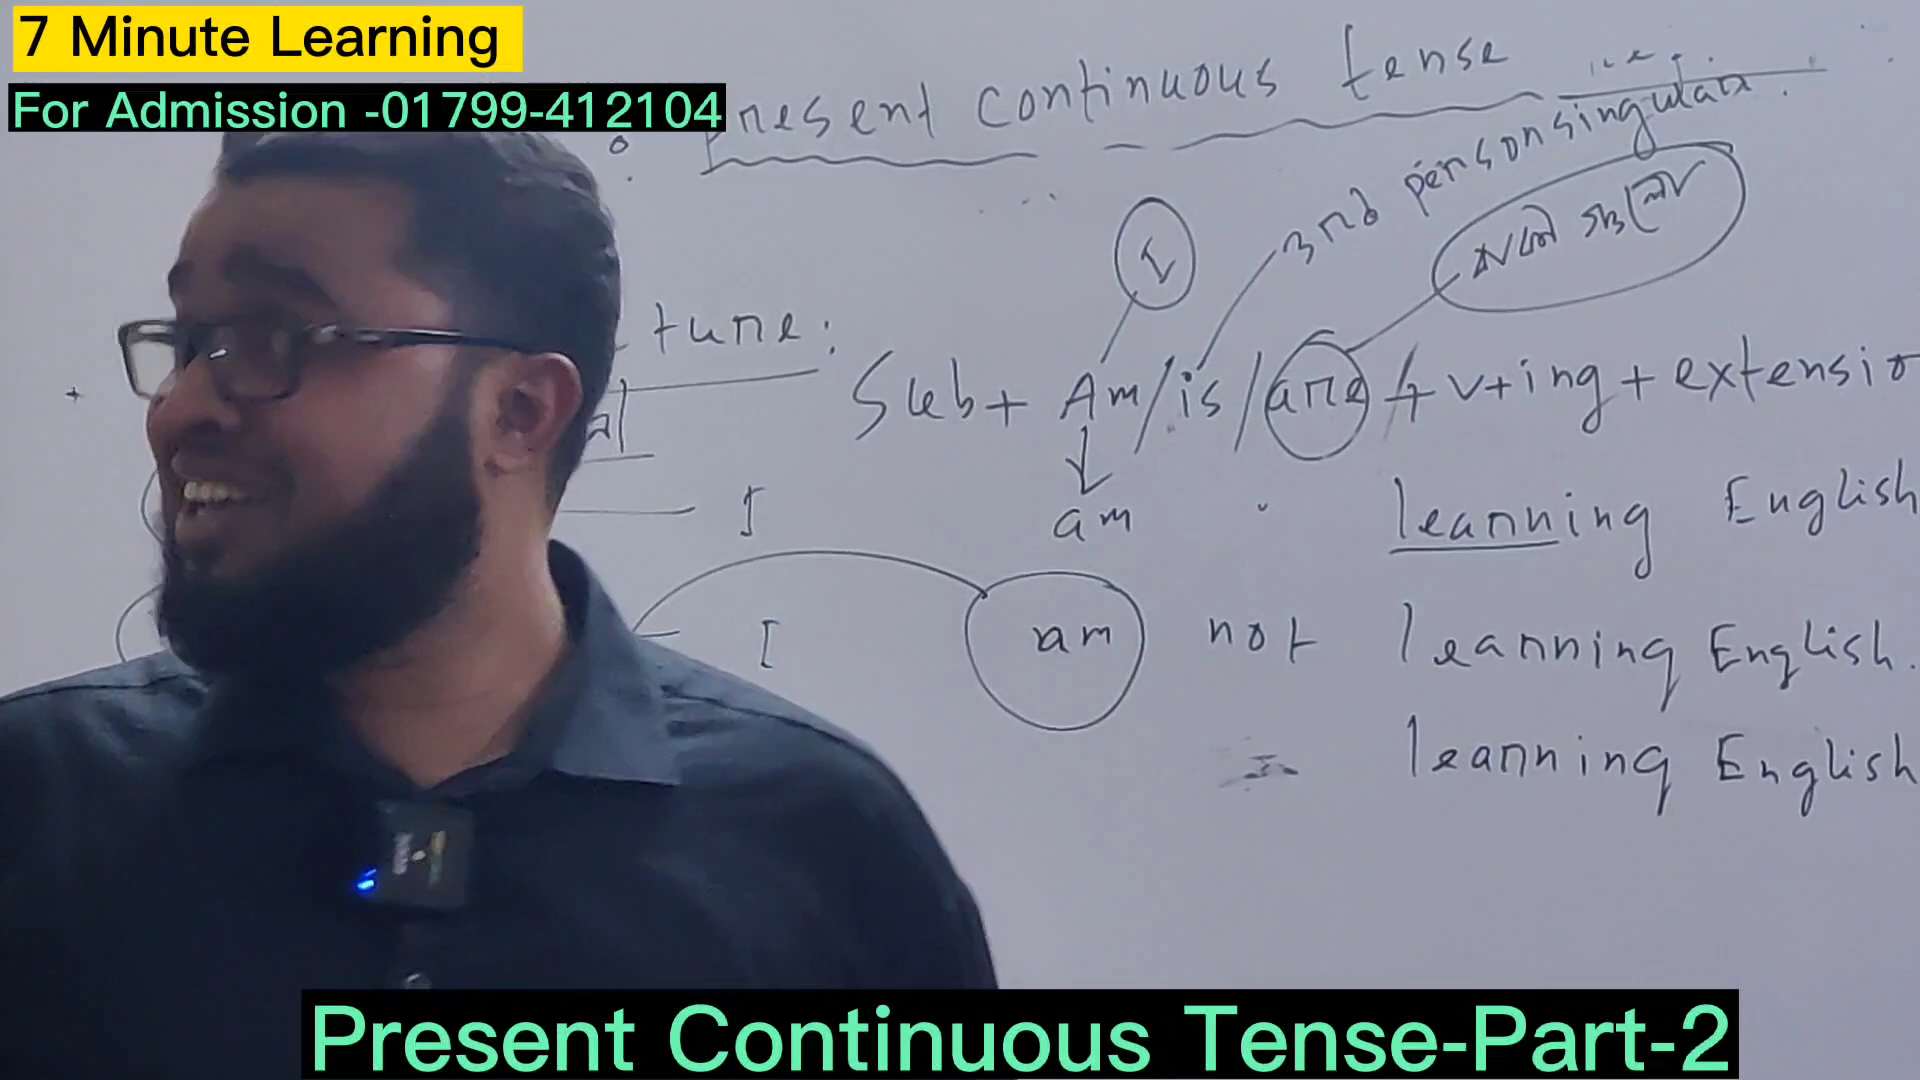 7 Minute Learning
For Admission -01799-412104
Present continuous tense
3rd person singular
I
ture:
Sub+ Am/is/are + v+ing + extensio
am
learning English
I am not learning English.
learning English
Present Continuous Tense-Part-2